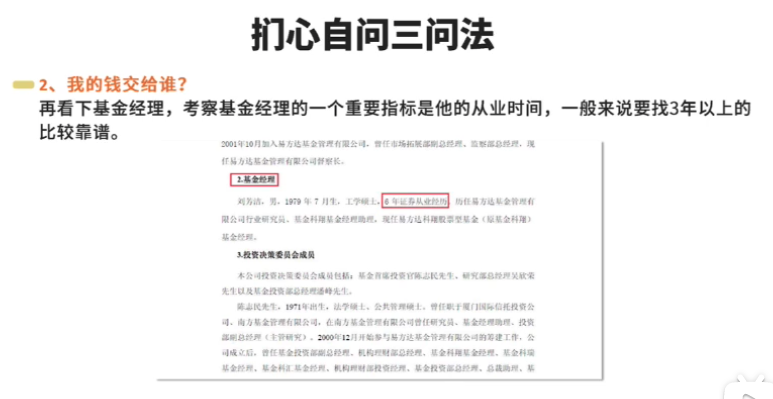 扪心自问三问法
2、我的钱交给谁？
再看下基金经理，考察基金经理的一个重要指标是他的从业时间，一般来说要找3年以上的
比较靠谱。
2001年10月加入易方达基金管理有限公司，曾任市场拓展部副总经理、监察部总经理，现
任易方达基金管理有限公司督察长。
2.基金经理
刘芳洁，男，1979 年 7 月生，工学硕士，6 年证券从业经历，历任易方达基金管理有
限公司行业研究员、基金科翔基金经理助理，现任易方达科翔股票型基金（原基金科翔）
基金经理。
3.投资决策委员会成员
本公司投资决策委员会成员包括：基金首席投资官陈志民先生、研究部总经理吴欣荣
先生以及基金投资部总经理潘峰先生。
陈志民先生，1971年出生，法学硕士、公共管理硕士。曾任职于厦门国际信托投资公
司、南方基金管理有限公司，在南方基金管理有限公司曾任研究员、基金经理助理、投资
部副总经理（主管研究）。2000年12月开始参与易方达基金管理有限公司的筹建工作，公
司成立后，曾任基金投资部副总经理、机构理财部总经理、基金科翔基金经理、基金科瑞
基金经理、基金科汇基金经理、机构理财部投资经理、基金投资部总经理、总裁助理、基